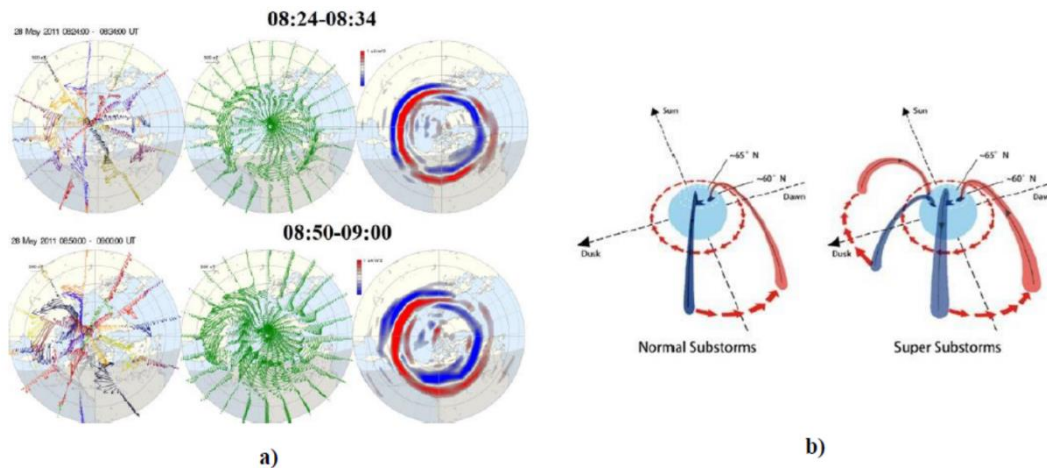 08:24-08:34
28 May 2011 08:24:00 - 08:34:00 UT
08:50-09:00
28 May 2011 08:50:00 - 09:00:00 UT
a)
Sun
~65° N
~60° N
Dawn
Dusk
Normal Substorms
Sun
~65° N
~60° N
Dawn
Dusk
Super Substorms
b)